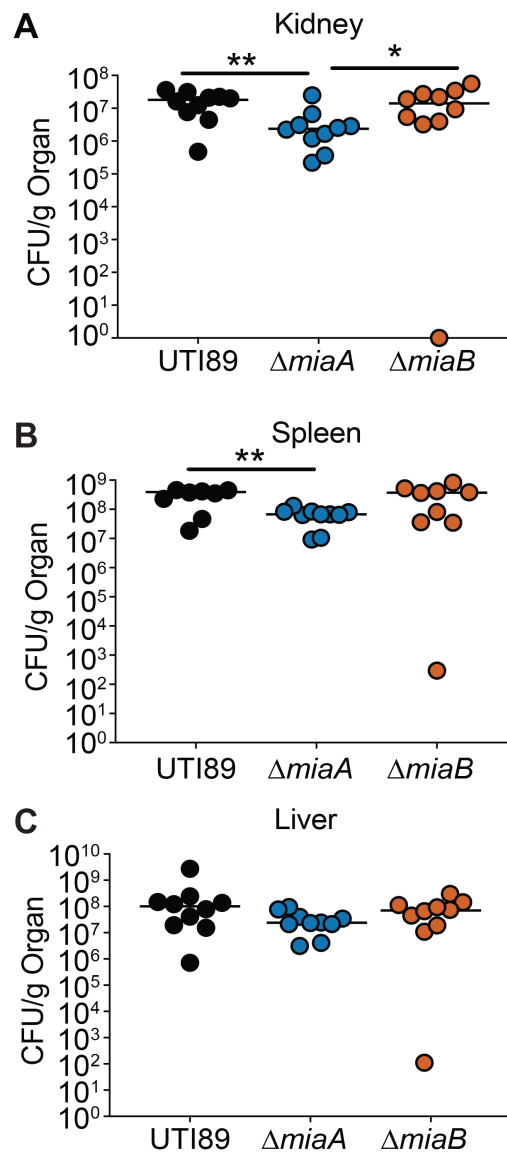 A
Kidney
** *
CFU/g Organ
10⁸
10⁷
10⁶
10⁵
10⁴
10³
10²
10¹
10⁰
UTI89 ΔmiaA ΔmiaB
B
Spleen
**
CFU/g Organ
10⁹
10⁸
10⁷
10⁶
10⁵
10⁴
10³
10²
10¹
10⁰
UTI89 ΔmiaA ΔmiaB
C
Liver
CFU/g Organ
10¹⁰
10⁹
10⁸
10⁷
10⁶
10⁵
10⁴
10³
10²
10¹
10⁰
UTI89 ΔmiaA ΔmiaB